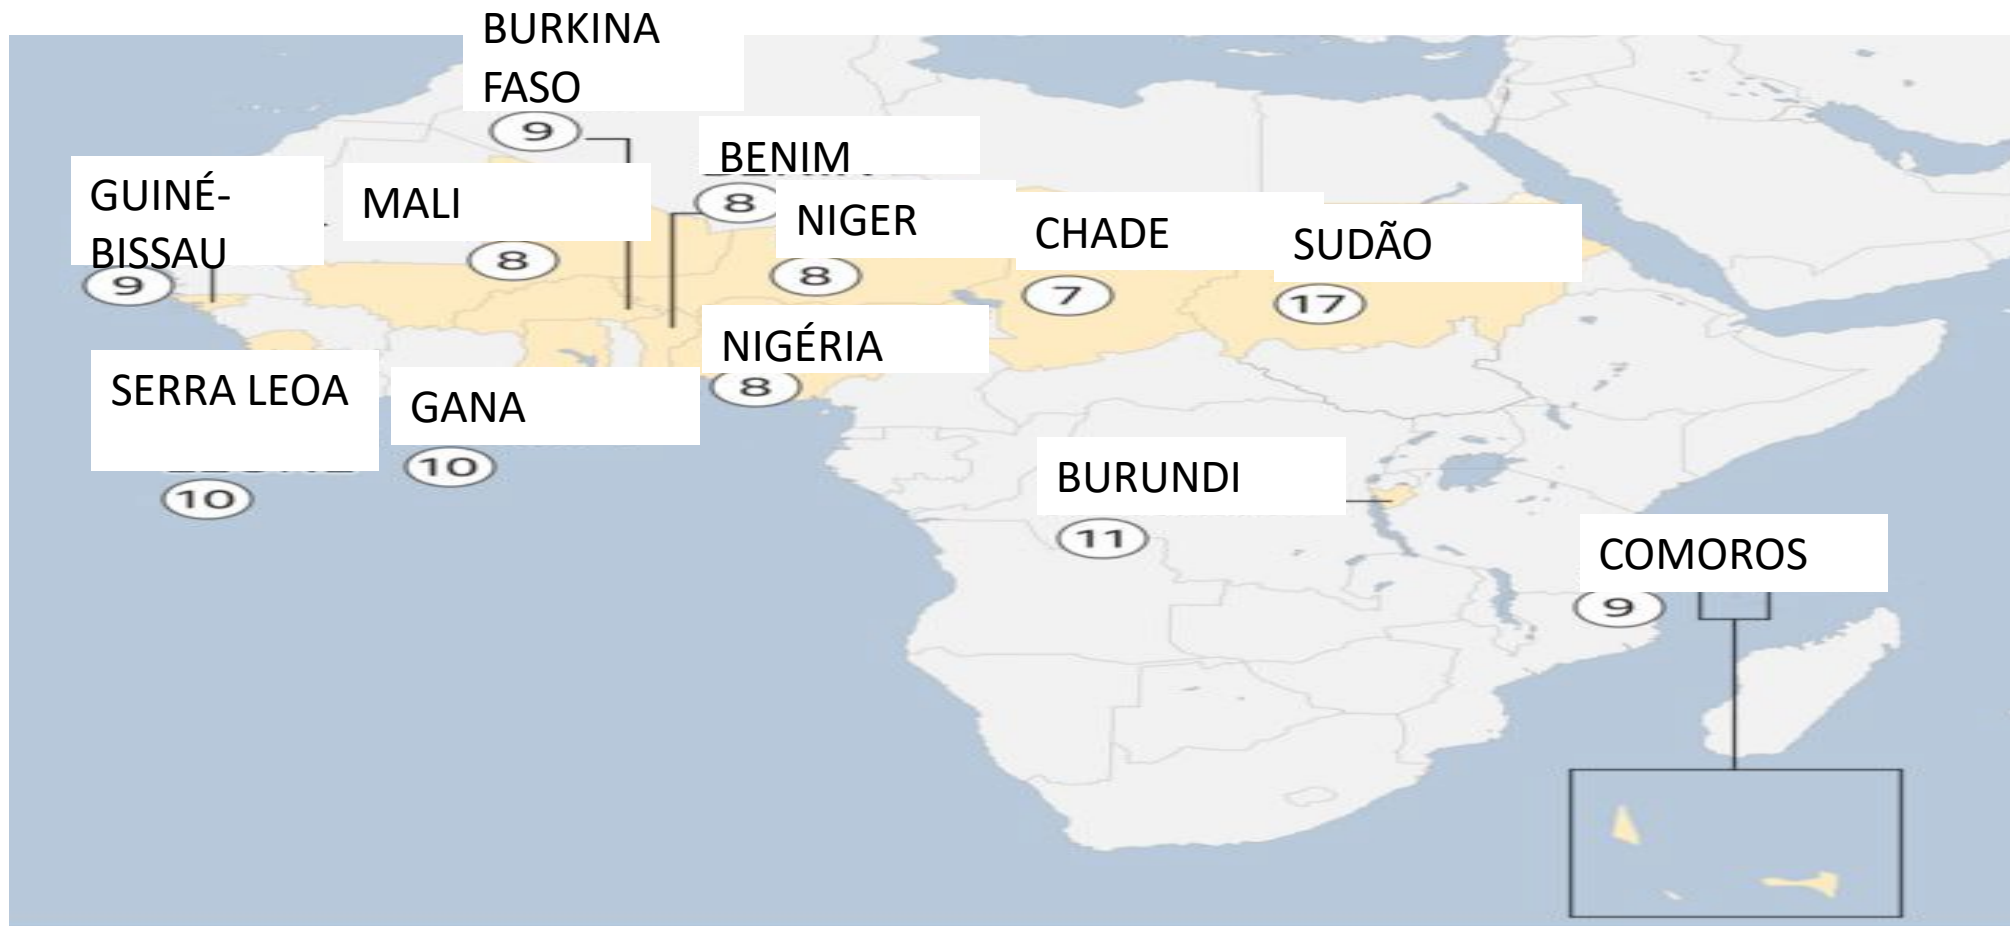 BURKINA
FASO
9
BENIM
8
GUINÉ-
BISSAU
9
MALI
8
NIGER
8
CHADE
7
SUDÃO
17
NIGÉRIA
8
SERRA LEOA
10
GANA
10
BURUNDI
11
COMOROS
9